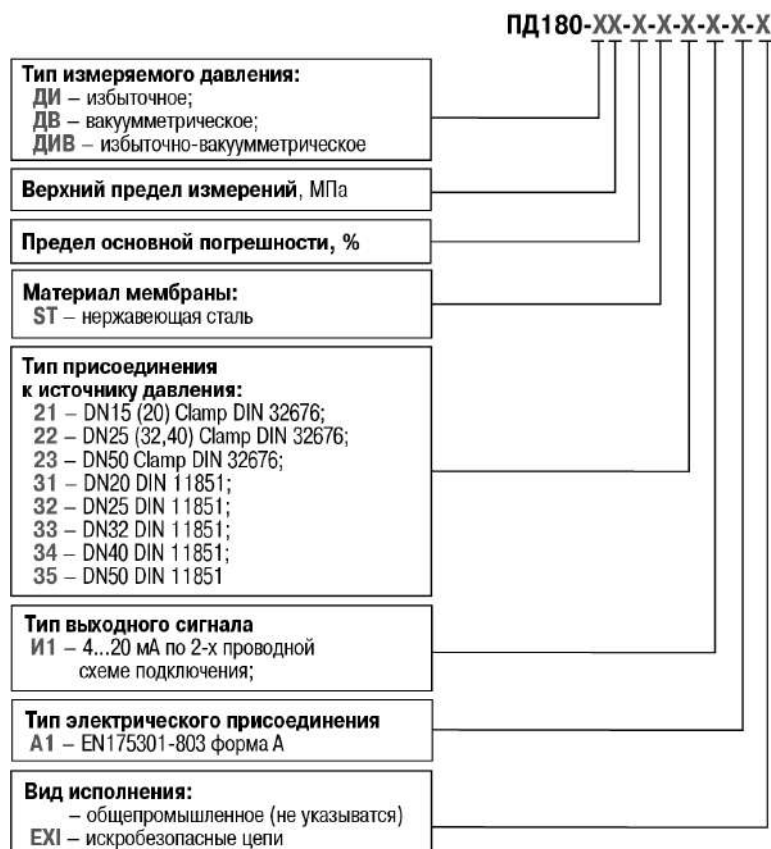 ПД180-XX-X-X-X-X-X-X
Тип измеряемого давления:
ДИ – избыточное;
ДВ – вакуумметрическое;
ДИВ – избыточно-вакуумметрическое
Верхний предел измерений, МПа
Предел основной погрешности, %
Материал мембраны:
ST – нержавеющая сталь
Тип присоединения
к источнику давления:
21 – DN15 (20) Clamp DIN 32676;
22 – DN25 (32,40) Clamp DIN 32676;
23 – DN50 Clamp DIN 32676;
31 – DN20 DIN 11851;
32 – DN25 DIN 11851;
33 – DN32 DIN 11851;
34 – DN40 DIN 11851;
35 – DN50 DIN 11851
Тип выходного сигнала
И1 – 4...20 мА по 2-х проводной
схеме подключения;
Тип электрического присоединения
А1 – EN175301-803 форма А
Вид исполнения:
– общепромышленное (не указыватся)
EXI – искробезопасные цепи